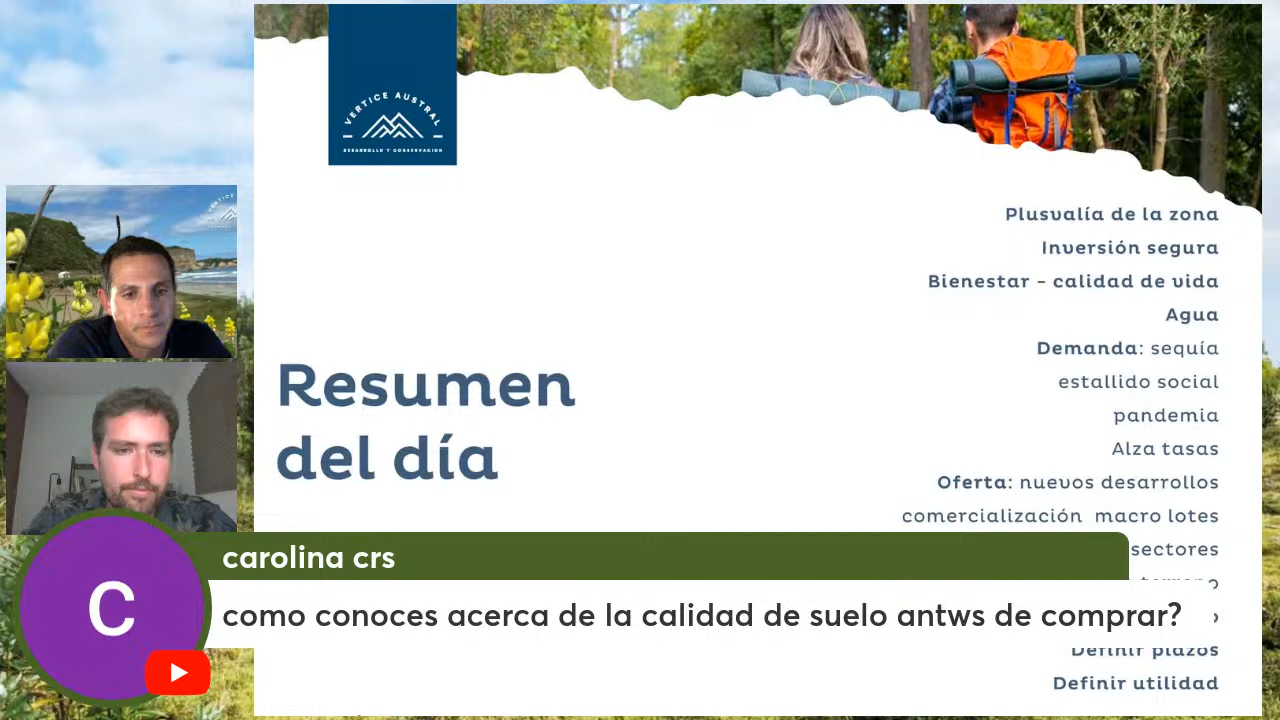 VERTICE AUSTRAL
DESARROLLO Y CONSERVACION
Plusvalía de la zona
Inversión segura
Bienestar - calidad de vida
Agua
Demanda: sequía
estallido social
pandemia
Alza tasas
Oferta: nuevos desarrollos
comercialización macro lotes
sectores
Resumen
del día
carolina crs
C
como conoces acerca de la calidad de suelo antws de comprar?
Definir plazos
Definir utilidad